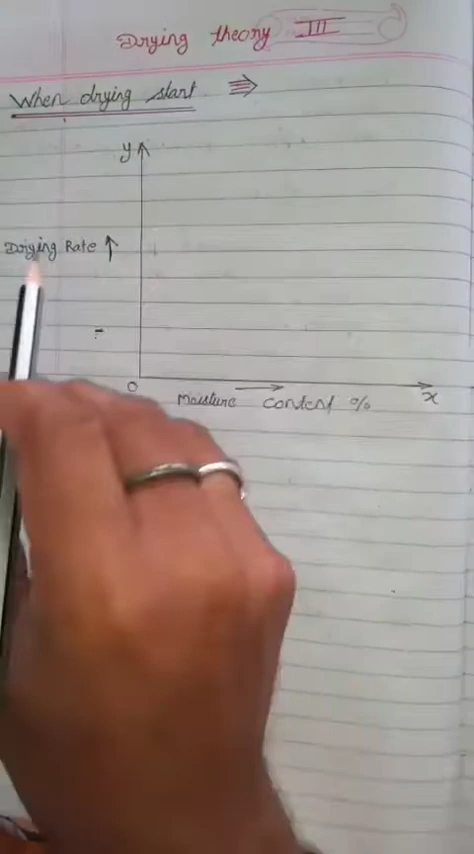 Drying theory III
When drying start ⇒
y
Drying Rate ↑
0
Moisture → content %
x